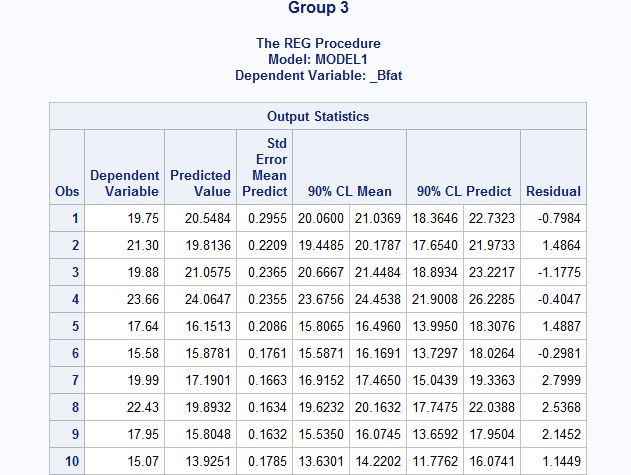 Group 3
The REG Procedure
Model: MODEL1
Dependent Variable: _Bfat
Output Statistics
Obs Dependent Variable Predicted Value Std Error Mean Predict 90% CL Mean 90% CL Predict Residual
1 19.75 20.5484 0.2955 20.0600 21.0369 18.3646 22.7323 -0.7984
2 21.30 19.8136 0.2209 19.4485 20.1787 17.6540 21.9733 1.4864
3 19.88 21.0575 0.2365 20.6667 21.4484 18.8934 23.2217 -1.1775
4 23.66 24.0647 0.2355 23.6756 24.4538 21.9008 26.2285 -0.4047
5 17.64 16.1513 0.2086 15.8065 16.4960 13.9950 18.3076 1.4887
6 15.58 15.8781 0.1761 15.5871 16.1691 13.7297 18.0264 -0.2981
7 19.99 17.1901 0.1663 16.9152 17.4650 15.0439 19.3363 2.7999
8 22.43 19.8932 0.1634 19.6232 20.1632 17.7475 22.0388 2.5368
9 17.95 15.8048 0.1632 15.5350 16.0745 13.6592 17.9504 2.1452
10 15.07 13.9251 0.1785 13.6301 14.2202 11.7762 16.0741 1.1449